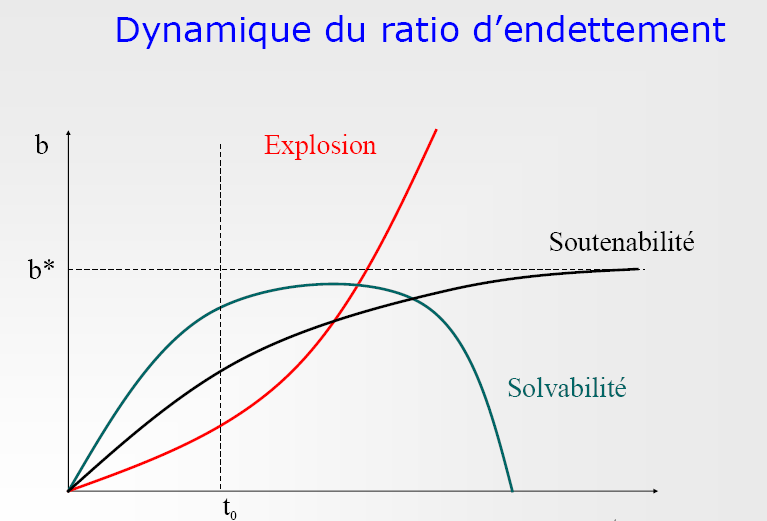 Dynamique du ratio d’endettement
b
Explosion
Soutenabilité
b*
Solvabilité
t₀